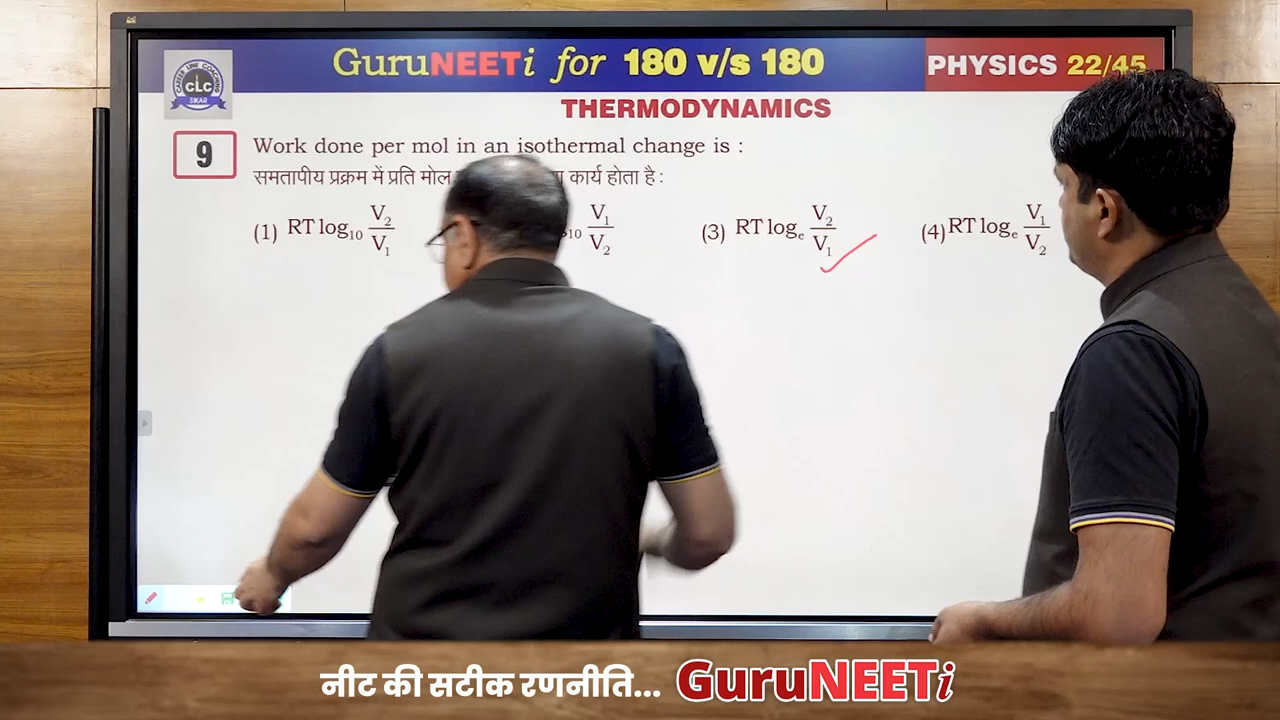 GuruNEETi for 180 v/s 180
PHYSICS 22/45
CLC
SIKAR
THERMODYNAMICS
9 Work done per mol in an isothermal change is :
समतापीय प्रक्रम में प्रति मोल कार्य होता है :
(1) RT log₁₀ V₂/V₁ ₁₀ V₁/V₂ (3) RT logₑ V₂/V₁ (4) RT logₑ V₁/V₂
नीट की सटीक रणनीति... GuruNEETi